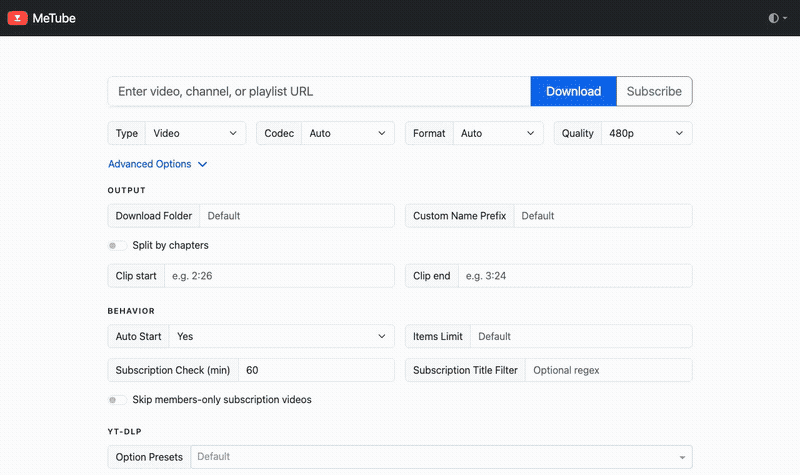 MeTube
Enter video, channel, or playlist URL Download Subscribe
Type Video Codec Auto Format Auto Quality 480p
Advanced Options
OUTPUT
Download Folder Default Custom Name Prefix Default
Split by chapters
Clip start e.g. 2:26 Clip end e.g. 3:24
BEHAVIOR
Auto Start Yes Items Limit Default
Subscription Check (min) 60 Subscription Title Filter Optional regex
Skip members-only subscription videos
YT-DLP
Option Presets Default